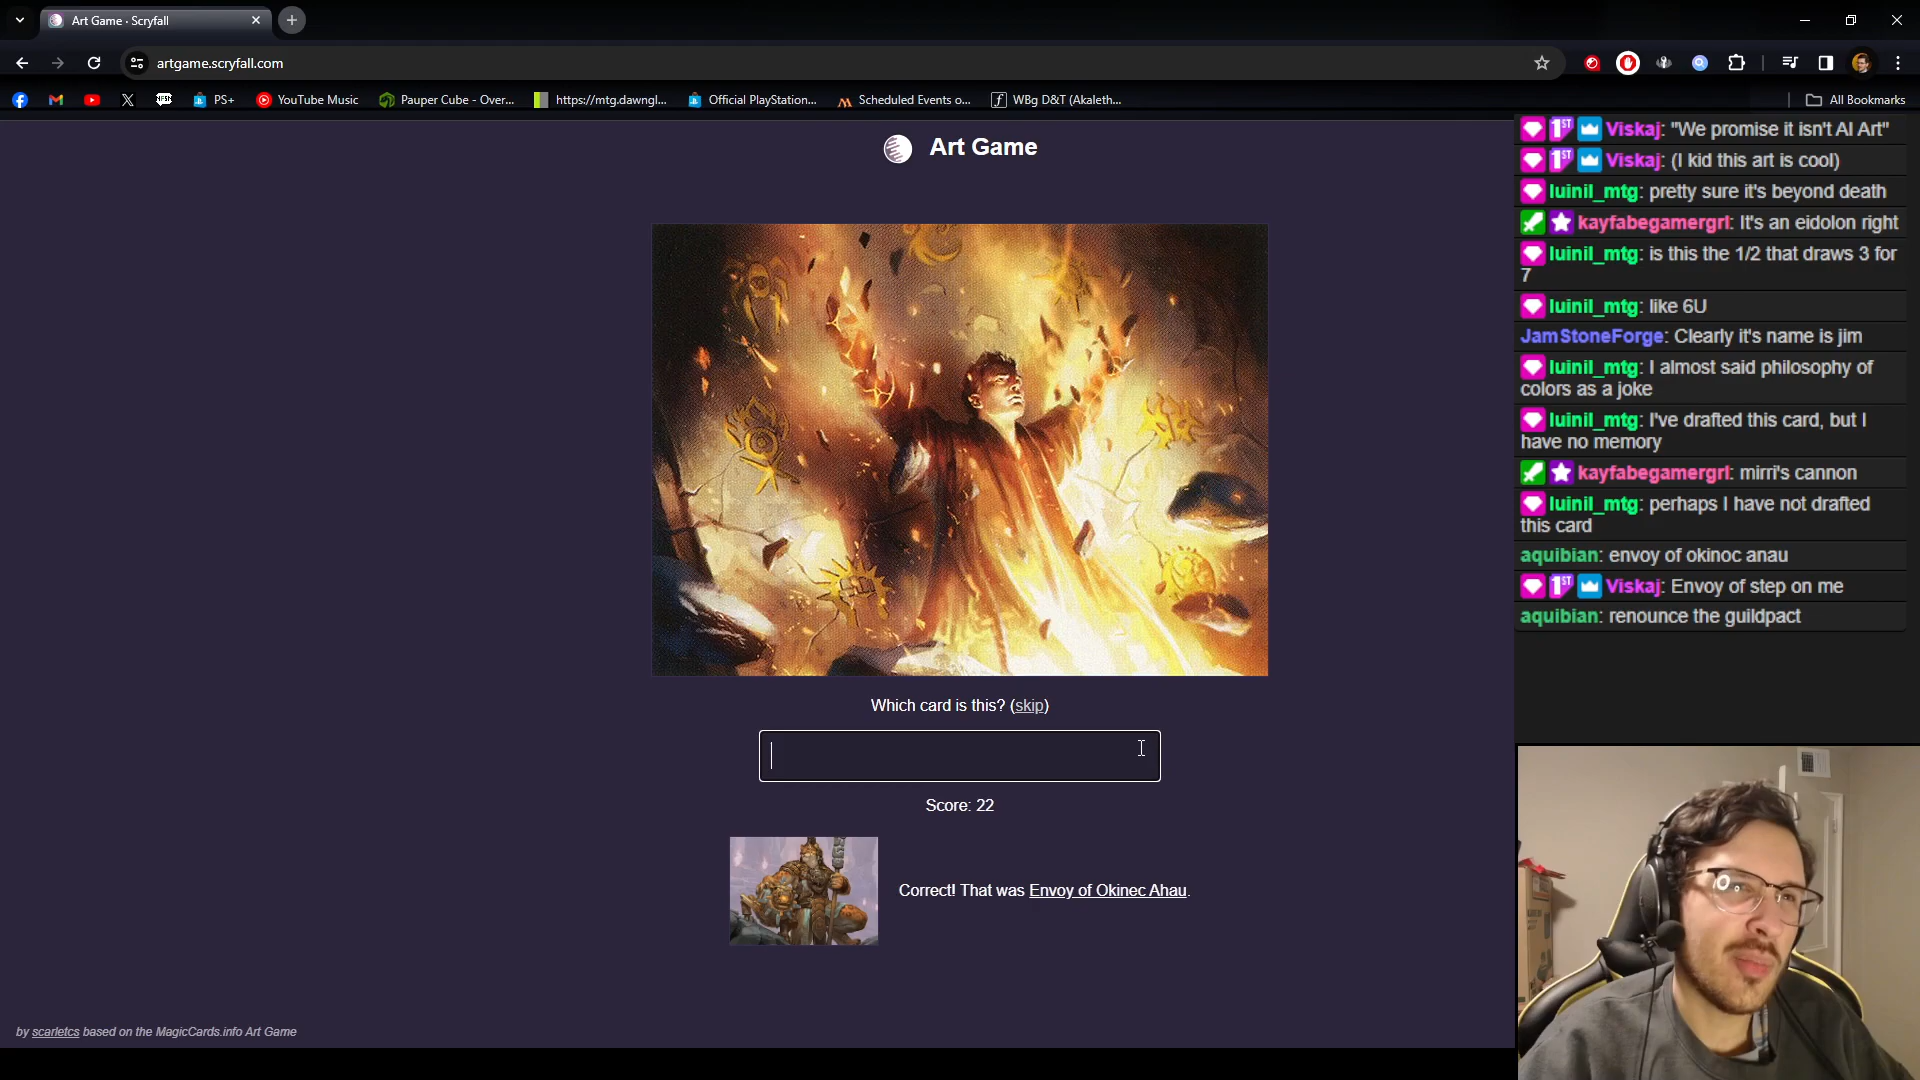 Art Game · Scryfall
artgame.scryfall.com
PS+
YouTube Music
Pauper Cube - Over...
https://mtg.dawngl...
Official PlayStation...
Scheduled Events o...
WBg D&T (Akaleth...
All Bookmarks
Art Game
Which card is this? (skip)
Score: 22
Correct! That was Envoy of Okinec Ahau.
by scarletcs based on the MagicCards.info Art Game
1ST Viskaj: "We promise it isn't AI Art"
1ST Viskaj: (I kid this art is cool)
luinil_mtg: pretty sure it's beyond death
kayfabegamergrl: It's an eidolon right
luinil_mtg: is this the 1/2 that draws 3 for
7
luinil_mtg: like 6U
JamStoneForge: Clearly it's name is jim
luinil_mtg: I almost said philosophy of
colors as a joke
luinil_mtg: I've drafted this card, but I
have no memory
kayfabegamergrl: mirri's cannon
luinil_mtg: perhaps I have not drafted
this card
aquibian: envoy of okinoc anau
1ST Viskaj: Envoy of step on me
aquibian: renounce the guildpact